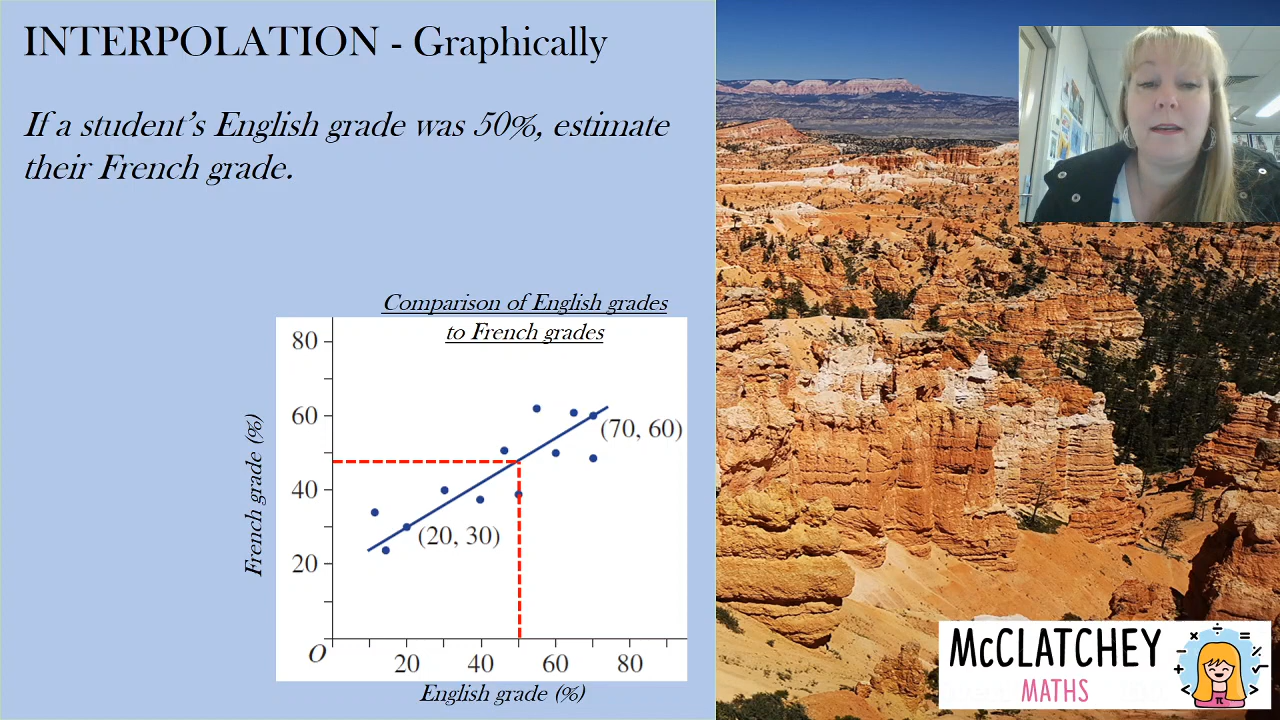 INTERPOLATION - Graphically
If a student's English grade was 50%, estimate
their French grade.
Comparison of English grades
to French grades
80
60
40
20
French grade (%)
(70, 60)
(20, 30)
O
20 40 60 80
English grade (%)
McCLATCHEY
MATHS